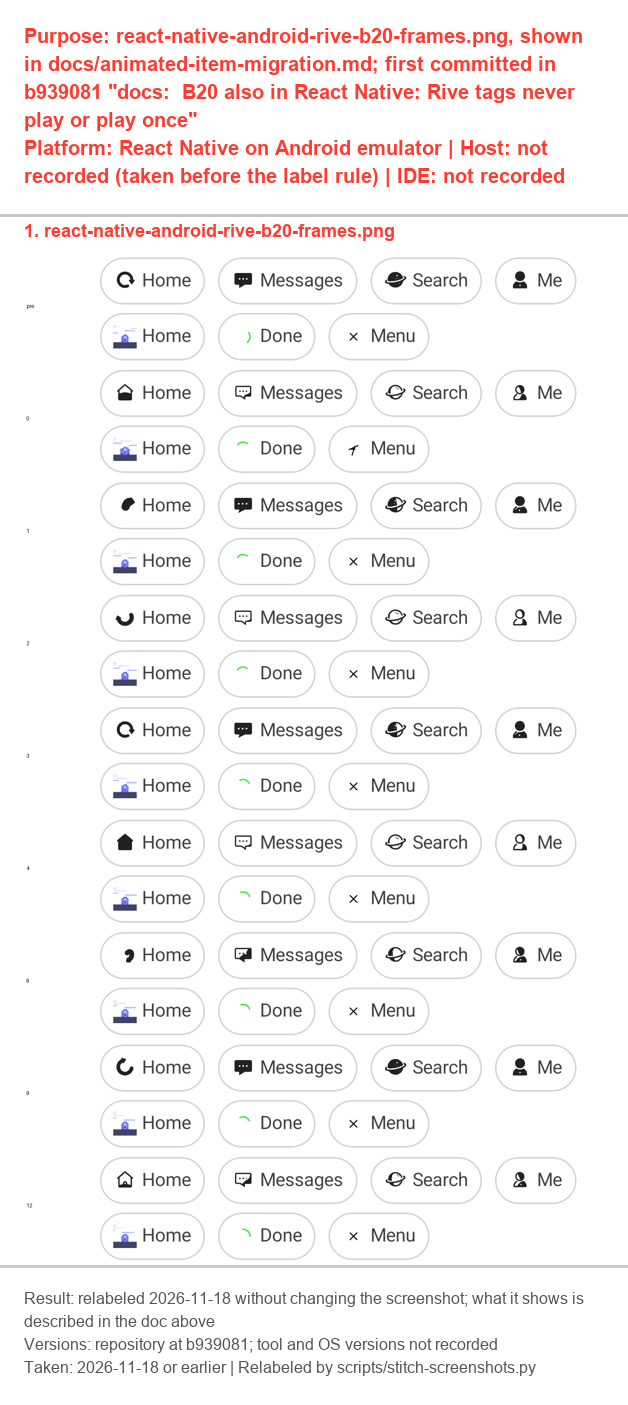 Purpose: react-native-android-rive-b20-frames.png, shown
in docs/animated-item-migration.md; first committed in
b939081 "docs:  B20 also in React Native: Rive tags never
play or play once"
Platform: React Native on Android emulator | Host: not
recorded (taken before the label rule) | IDE: not recorded
1. react-native-android-rive-b20-frames.png
Home Messages Search Me
pre
Home Done Menu
Home Messages Search Me
0
Home Done Menu
Home Messages Search Me
1
Home Done Menu
Home Messages Search Me
2
Home Done Menu
Home Messages Search Me
3
Home Done Menu
Home Messages Search Me
4
Home Done Menu
Home Messages Search Me
6
Home Done Menu
Home Messages Search Me
9
Home Done Menu
Home Messages Search Me
12
Home Done Menu
Result: relabeled 2026-11-18 without changing the screenshot; what it shows is
described in the doc above
Versions: repository at b939081; tool and OS versions not recorded
Taken: 2026-11-18 or earlier | Relabeled by scripts/stitch-screenshots.py